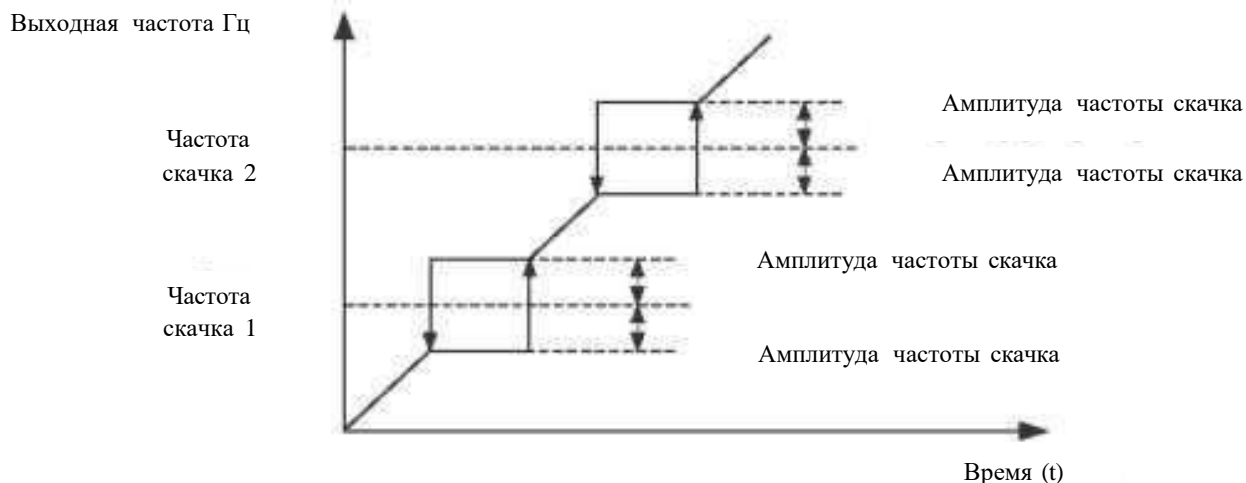 Выходная частота Гц
Амплитуда частоты скачка
Частота
скачка 2
Амплитуда частоты скачка
Амплитуда частоты скачка
Частота
скачка 1
Амплитуда частоты скачка
Время (t)